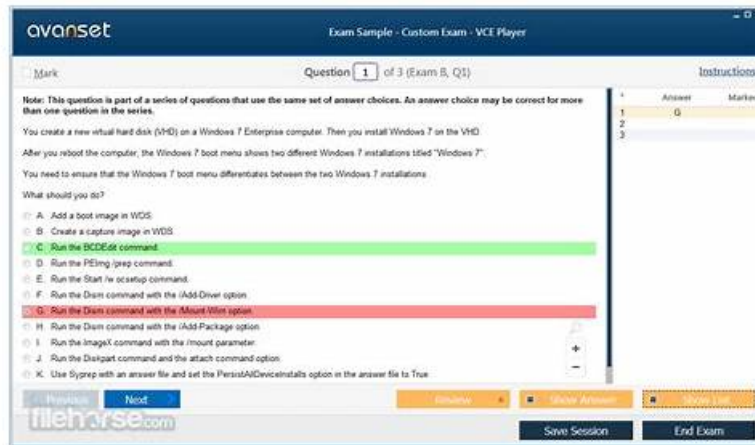 avanset
Exam Sample - Custom Exam - VCE Player
Mark
Question 1 of 3 (Exam B, Q1)
Instructions
Note: This question is part of a series of questions that use the same set of answer choices. An answer choice may be correct for more
than one question in the series.
You create a new virtual hard disk (VHD) on a Windows 7 Enterprise computer. Then you install Windows 7 on the VHD.
After you reboot the computer, the Windows 7 boot menu shows two different Windows 7 installations titled "Windows 7".
You need to ensure that the Windows 7 boot menu differentiates between the two Windows 7 installations.
What should you do?
A. Add a boot image in WDS.
B. Create a capture image in WDS.
C. Run the BCDEdit command.
D. Run the PEImg /prep command.
E. Run the Start /w ocsetup command.
F. Run the Dism command with the /Add-Driver option.
G. Run the Dism command with the /Mount-Wim option.
H. Run the Dism command with the /Add-Package option.
I. Run the ImageX command with the /mount parameter.
J. Run the Diskpart command and the attach command option.
K. Use Sysprep with an answer file and set the PersistAllDeviceInstalls option in the answer file to True
Answer Marked
1 G
2
3
+
−
Previous
Next
Review
Show Answer
Show List
filehorse.com
Save Session
End Exam